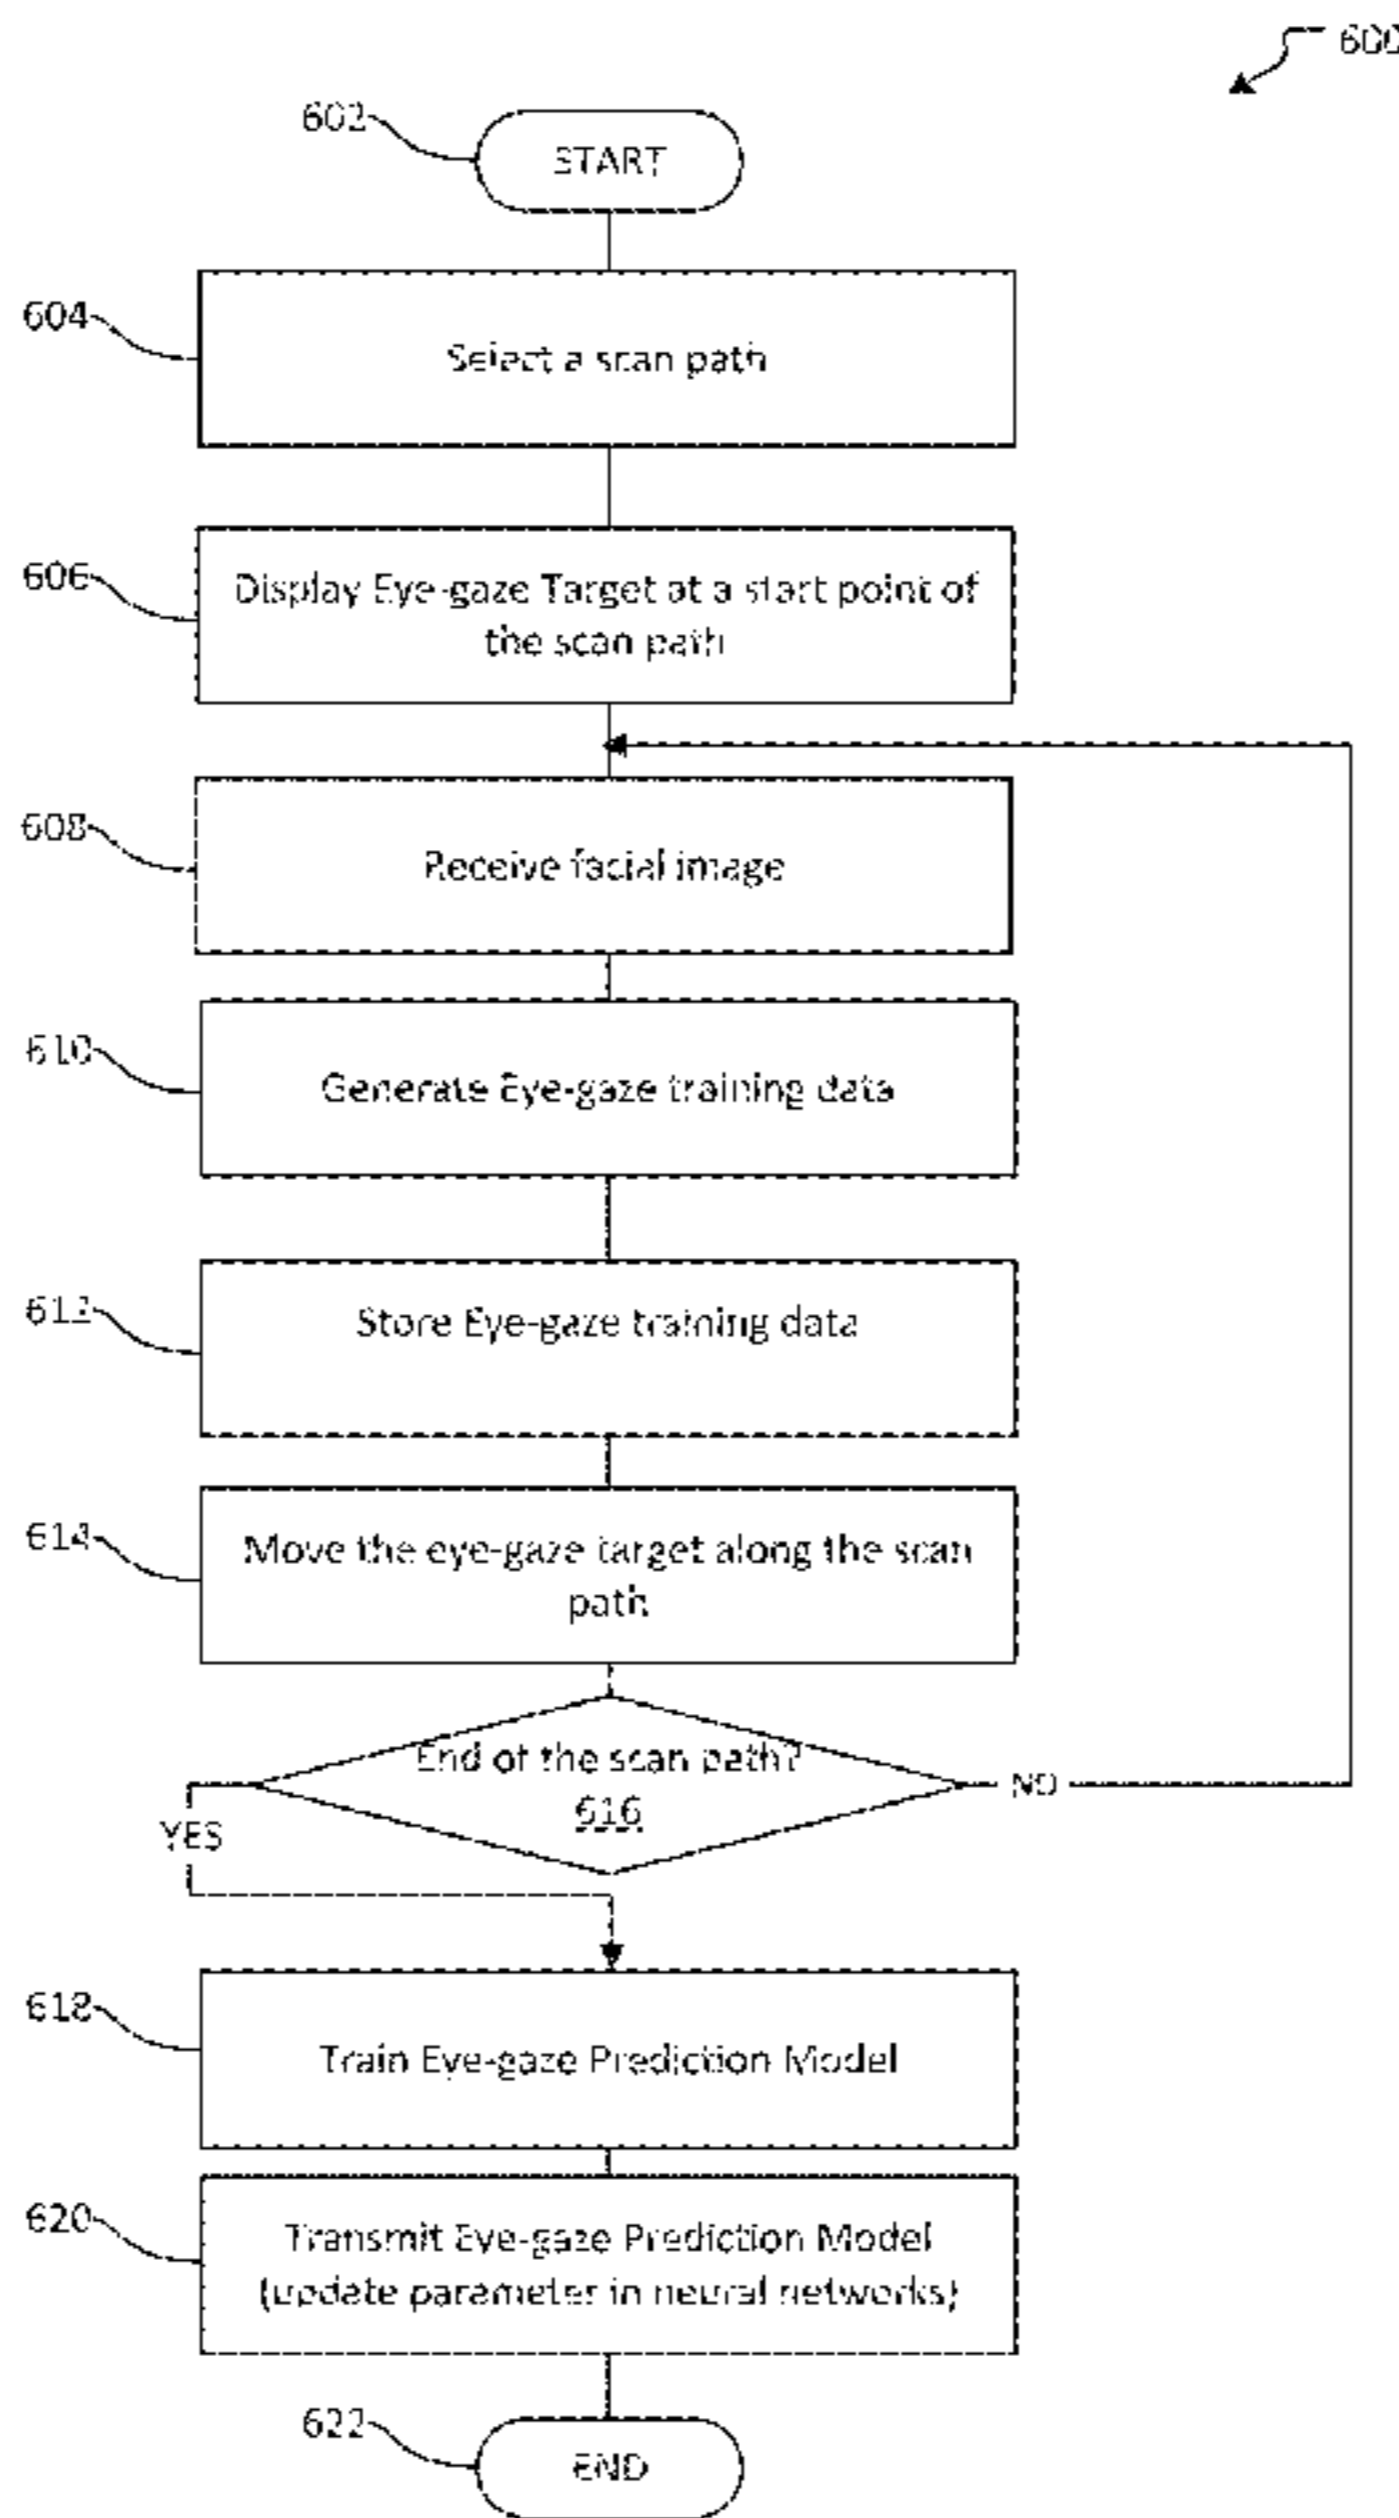 600
602
START
604
Select a scan path
606
Display Eye-gaze Target at a start point of
the scan path
608
Receive facial image
610
Generate Eye-gaze training data
612
Store Eye-gaze training data
614
Move the eye-gaze target along the scan
path
End of the scan path?
616
NO
YES
618
Train Eye-gaze Prediction Model
620
Transmit Eye-gaze Prediction Model
(update parameter in neural networks)
622
END